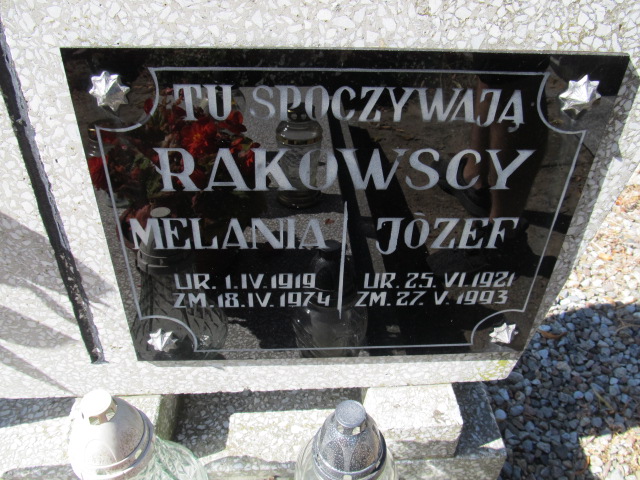 TU SPOCZYWAJĄ
RAKOWSCY
MELANIA JÓZEF
UR. 1.IV.1919 UR. 25.VI.1921
ZM. 18.IV.1974 ZM. 27.V.1993